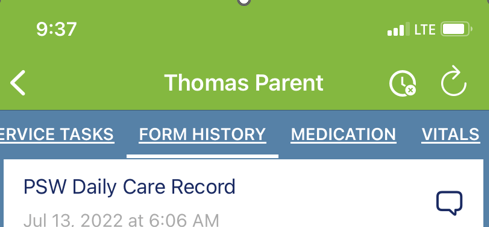 9:37 LTE
Thomas Parent
ERVICE TASKS FORM HISTORY MEDICATION VITALS
PSW Daily Care Record
Jul 13, 2022 at 6:06 AM